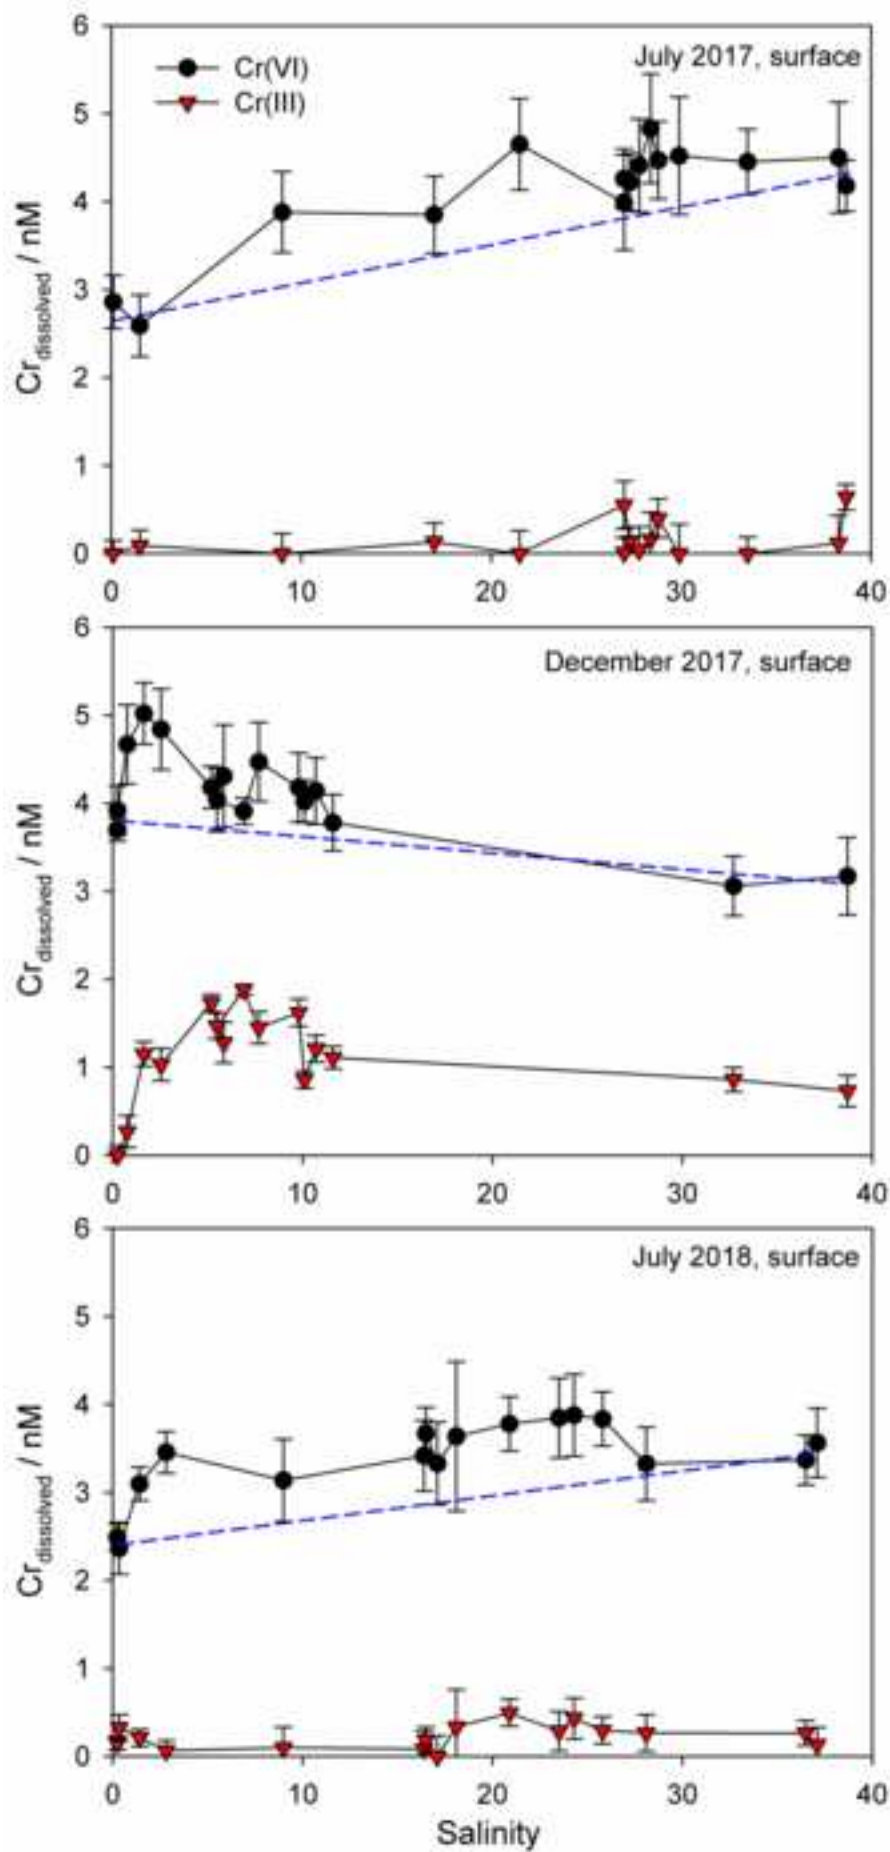 July 2017, surface
Cr(VI)
Cr(III)
Cr dissolved / nM
6
5
4
3
2
1
0
0 10 20 30 40
December 2017, surface
Cr dissolved / nM
6
5
4
3
2
1
0
0 10 20 30 40
July 2018, surface
Cr dissolved / nM
6
5
4
3
2
1
0
0 10 20 30 40
Salinity